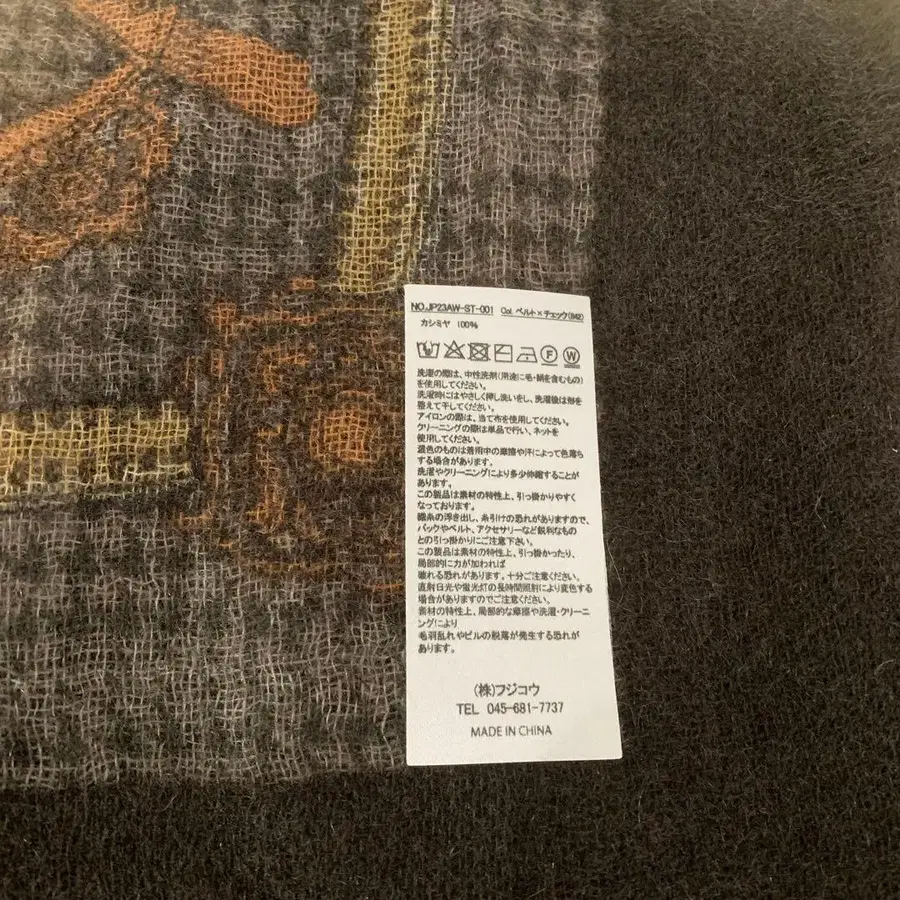 NO.JP23AW-ST-001 Col. ベルト×チェック(842)
カシミヤ 100%
F W
洗濯の際は、中性洗剤(用途に毛・絹を含むもの)
を使用してください。
洗濯時にはやさしく押し洗いをし、洗濯後は形を
整えて干してください。
アイロンの際は、当て布を使用してください。
クリーニングの際は単品で行い、ネットを
使用してください。
濃色のものは着用中の摩擦や汗によって色落ち
する場合があります。
洗濯やクリーニングにより多少伸縮することが
あります。
この製品は素材の特性上、引っ掛かりやすく
なっております。
織糸の浮き出し、糸引けの恐れがありますので、
バックやベルト、アクセサリーなど鋭利なもの
との引っ掛かりにご注意下さい。
この製品は素材の特性上、引っ掛かったり、
局部的に力が加われば
破れる恐れがあります。十分ご注意ください。
直射日光や蛍光灯の長時間照射により変色する
場合がありますのでご注意ください。
素材の特性上、局部的な摩擦や洗濯・クリーニ
ングにより
毛羽乱れやピルの脱落が発生する恐れが
あります。
(株)フジコウ
TEL 045-681-7737
MADE IN CHINA